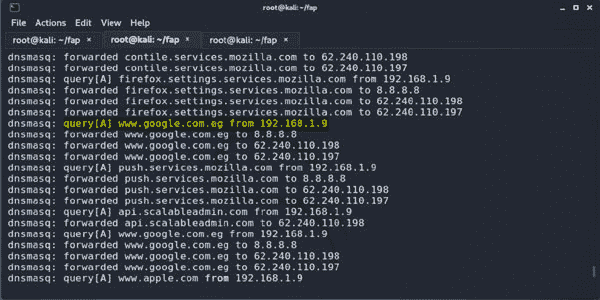 root@kali: ~/fap
File Actions Edit View Help
root@kali: ~/fap × root@kali: ~/fap × root@kali: ~/fap ×
dnsmasq: forwarded contile.services.mozilla.com to 62.240.110.198
dnsmasq: forwarded contile.services.mozilla.com to 62.240.110.197
dnsmasq: query[A] firefox.settings.services.mozilla.com from 192.168.1.9
dnsmasq: forwarded firefox.settings.services.mozilla.com to 8.8.8.8
dnsmasq: forwarded firefox.settings.services.mozilla.com to 62.240.110.198
dnsmasq: forwarded firefox.settings.services.mozilla.com to 62.240.110.197
dnsmasq: query[A] www.google.com.eg from 192.168.1.9
dnsmasq: forwarded www.google.com.eg to 8.8.8.8
dnsmasq: forwarded www.google.com.eg to 62.240.110.198
dnsmasq: forwarded www.google.com.eg to 62.240.110.197
dnsmasq: query[A] push.services.mozilla.com from 192.168.1.9
dnsmasq: forwarded push.services.mozilla.com to 8.8.8.8
dnsmasq: forwarded push.services.mozilla.com to 62.240.110.198
dnsmasq: forwarded push.services.mozilla.com to 62.240.110.197
dnsmasq: query[A] api.scalableadmin.com from 192.168.1.9
dnsmasq: forwarded api.scalableadmin.com to 62.240.110.198
dnsmasq: query[A] www.google.com.eg from 192.168.1.9
dnsmasq: forwarded www.google.com.eg to 8.8.8.8
dnsmasq: forwarded www.google.com.eg to 62.240.110.198
dnsmasq: forwarded www.google.com.eg to 62.240.110.197
dnsmasq: query[A] www.apple.com from 192.168.1.9